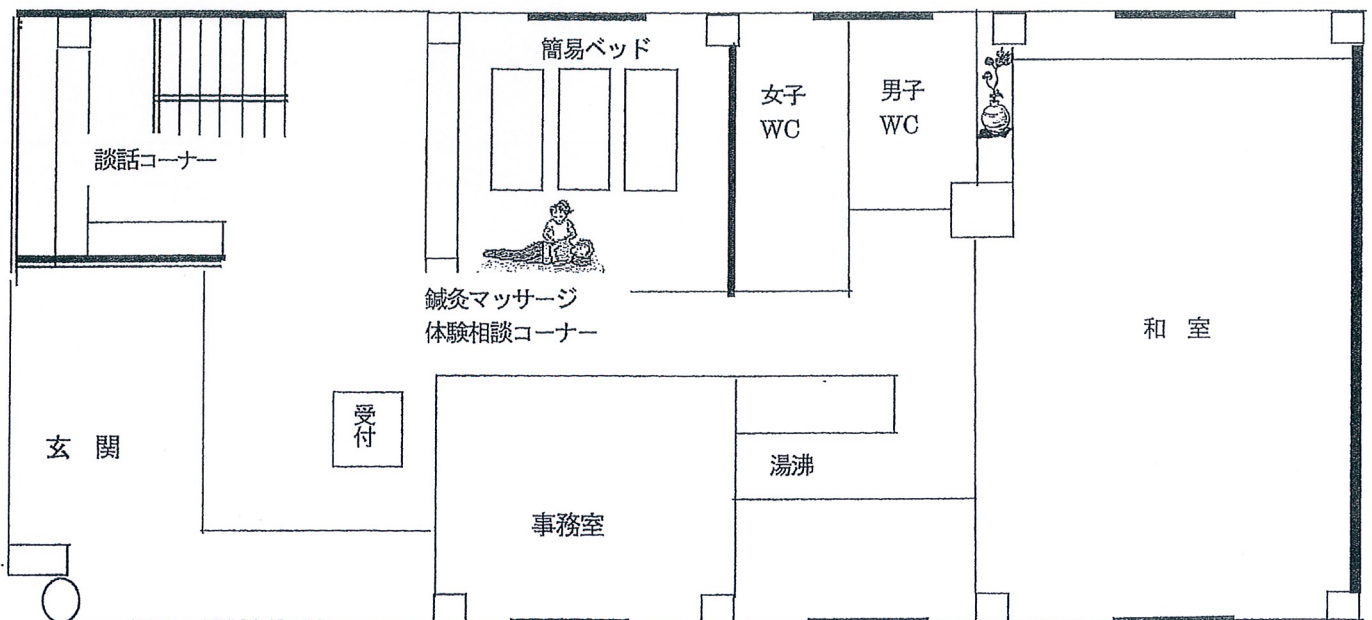 簡易ベッド
女子
WC
男子
WC
談話コーナー
鍼灸マッサージ
体験相談コーナー
和 室
受付
玄 関
湯沸
事務室